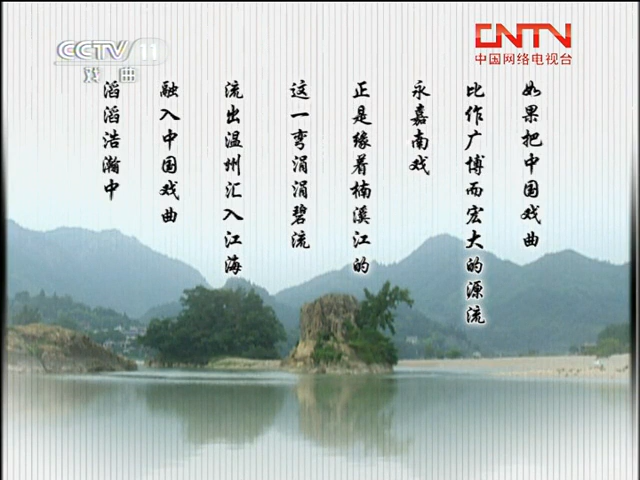 CCTV 11
戏曲
CNTN
中国网络电视台
如果把中国戏曲
比作广博而宏大的源流
永嘉南戏
正是缘着楠溪江的
这一弯涓涓碧流
流出温州汇入江海
融入中国戏曲
滔滔浩瀚中